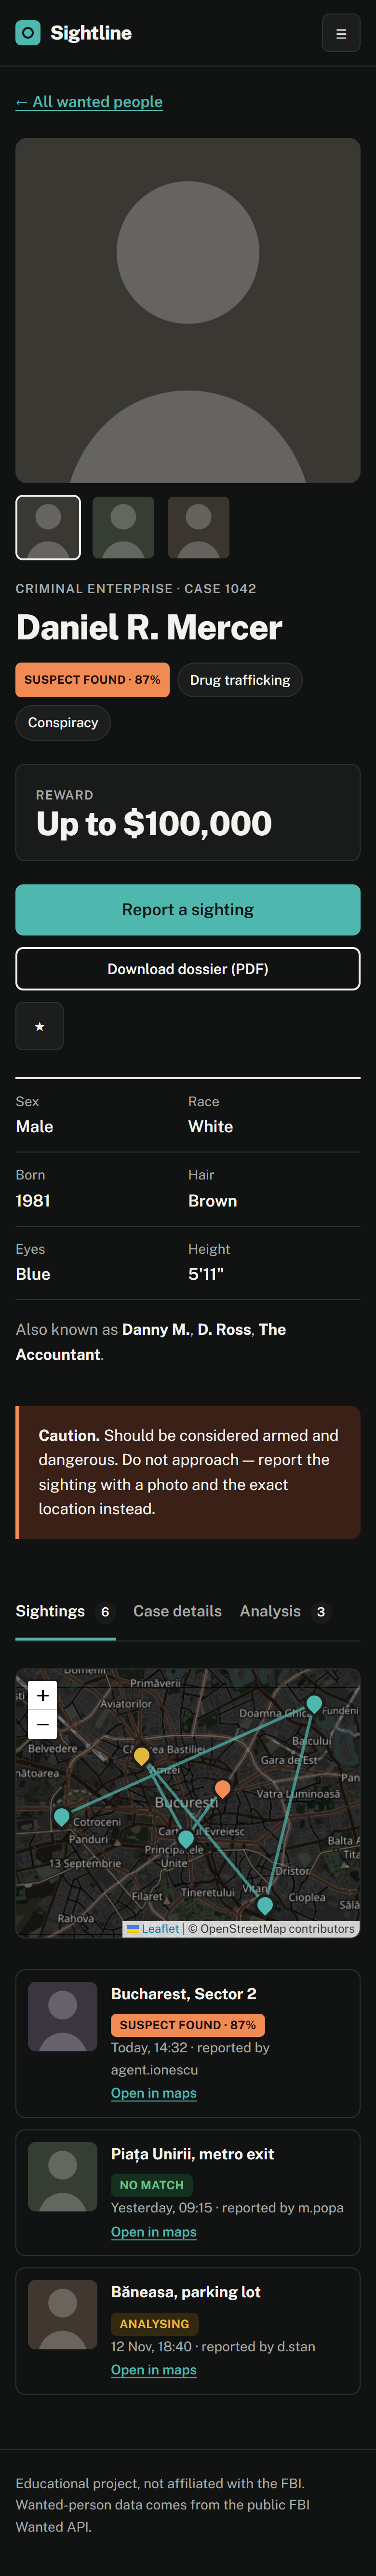 Sightline
☰
← All wanted people
CRIMINAL ENTERPRISE · CASE 1042
Daniel R. Mercer
SUSPECT FOUND · 87%
Drug trafficking
Conspiracy
REWARD
Up to $100,000
Report a sighting
Download dossier (PDF)
★
Sex
Race
Male
White
Born
Hair
1981
Brown
Eyes
Height
Blue
5'11"
Also known as Danny M., D. Ross, The
Accountant.
Caution. Should be considered armed and
dangerous. Do not approach — report the
sighting with a photo and the exact
location instead.
Sightings 6
Case details
Analysis 3
Primăverii
+
Aviatorilor
Fundeni
−
Belvedere
Bastiliei
Băicului
Gara de Est
Vatra Luminoasă
București
Cotroceni
Panduri
13 Septembrie
Unite
Dristor
Vitan
Filaret
Tineretului
Cioplea
Rahova
Leaflet | © OpenStreetMap contributors
Bucharest, Sector 2
SUSPECT FOUND · 87%
Today, 14:32 · reported by
agent.ionescu
Open in maps
Piața Unirii, metro exit
NO MATCH
Yesterday, 09:15 · reported by m.popa
Open in maps
Băneasa, parking lot
ANALYSING
12 Nov, 18:40 · reported by d.stan
Open in maps
Educational project, not affiliated with the FBI.
Wanted-person data comes from the public FBI
Wanted API.